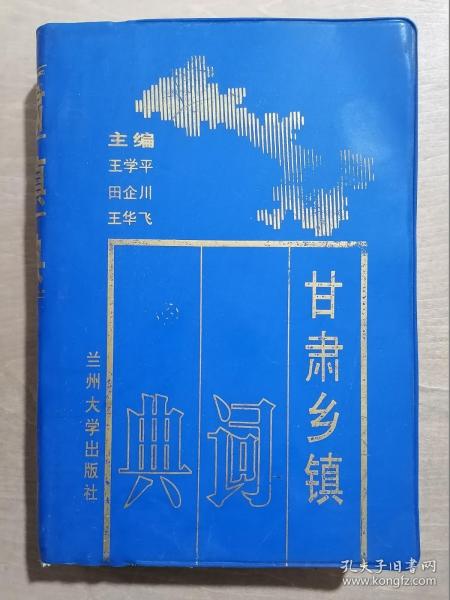 主编
王学平
田企川
王华飞
甘肃乡镇
词
典
兰州大学出版社
孔夫子旧书网
www.kongfz.com